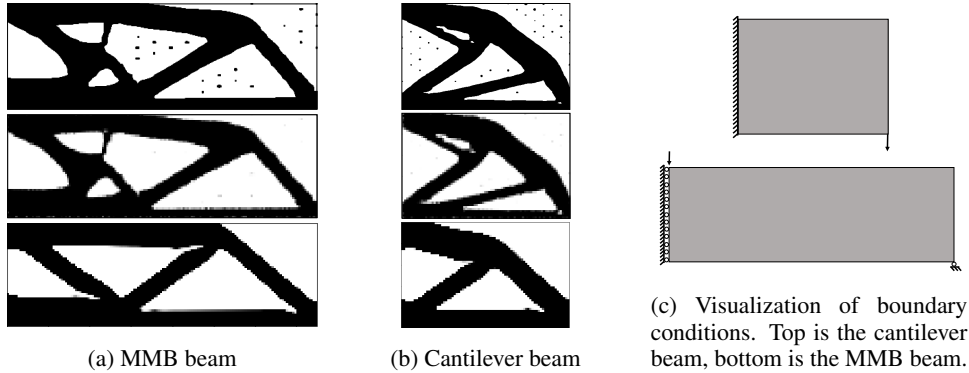 (a) MMB beam
(b) Cantilever beam
(c) Visualization of boundary
conditions. Top is the cantilever
beam, bottom is the MMB beam.